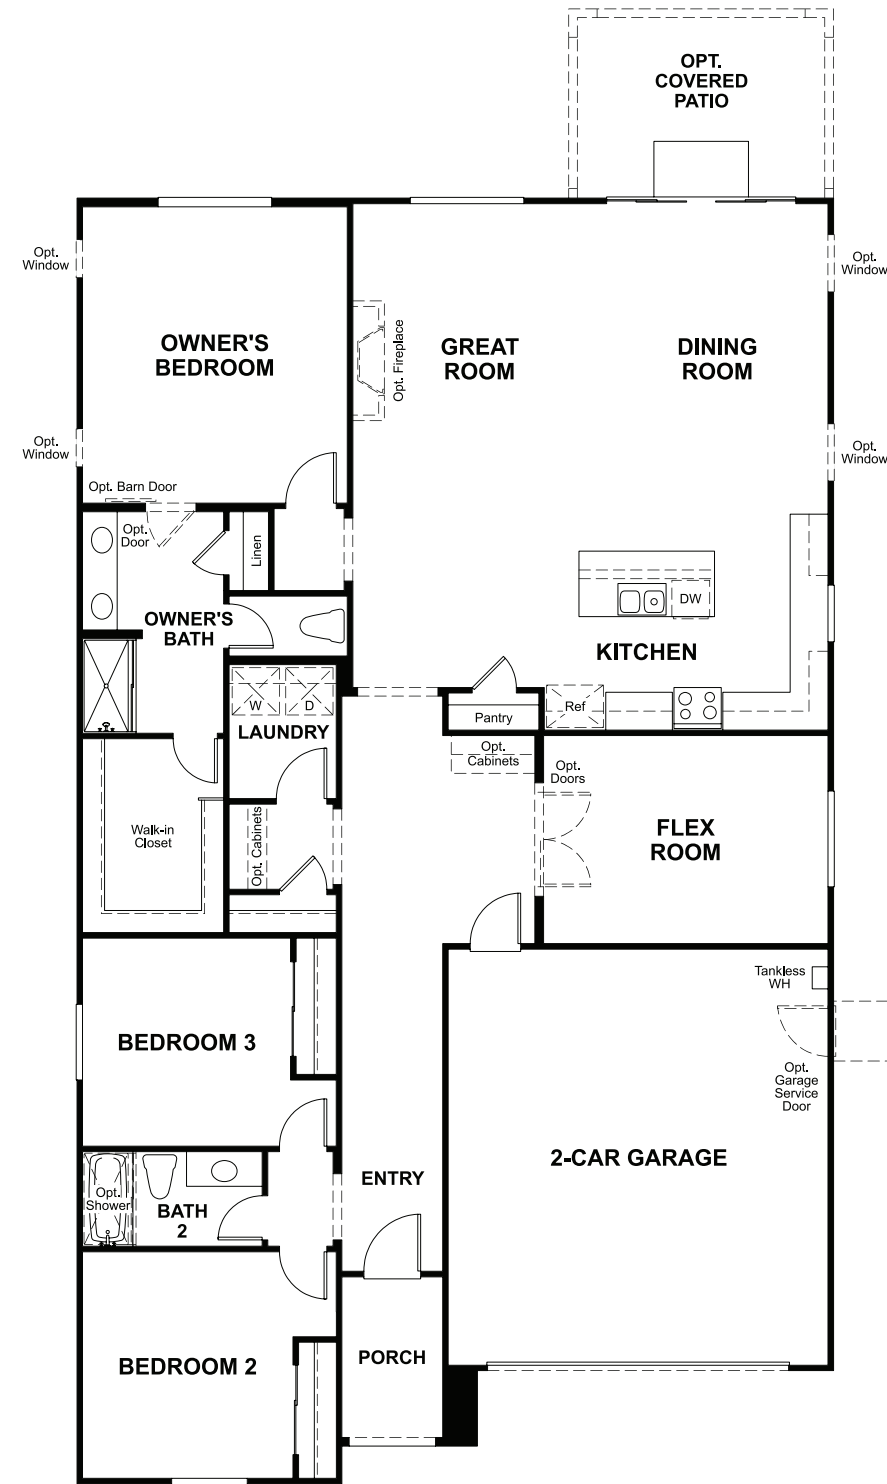 OPT.
COVERED
PATIO
Opt.
Window
Opt.
Window
OWNER'S
BEDROOM
Opt. Fireplace
GREAT
ROOM
DINING
ROOM
Opt.
Window
Opt.
Window
Opt. Barn Door
Opt.
Door
Linen
DW
OWNER'S
BATH
KITCHEN
W
D
LAUNDRY
Pantry
Ref
Opt.
Cabinets
Opt.
Doors
Walk-in
Closet
Opt. Cabinets
FLEX
ROOM
Tankless
WH
BEDROOM 3
Opt.
Garage
Service
Door
2-CAR GARAGE
ENTRY
Opt.
Shower
BATH
2
PORCH
BEDROOM 2